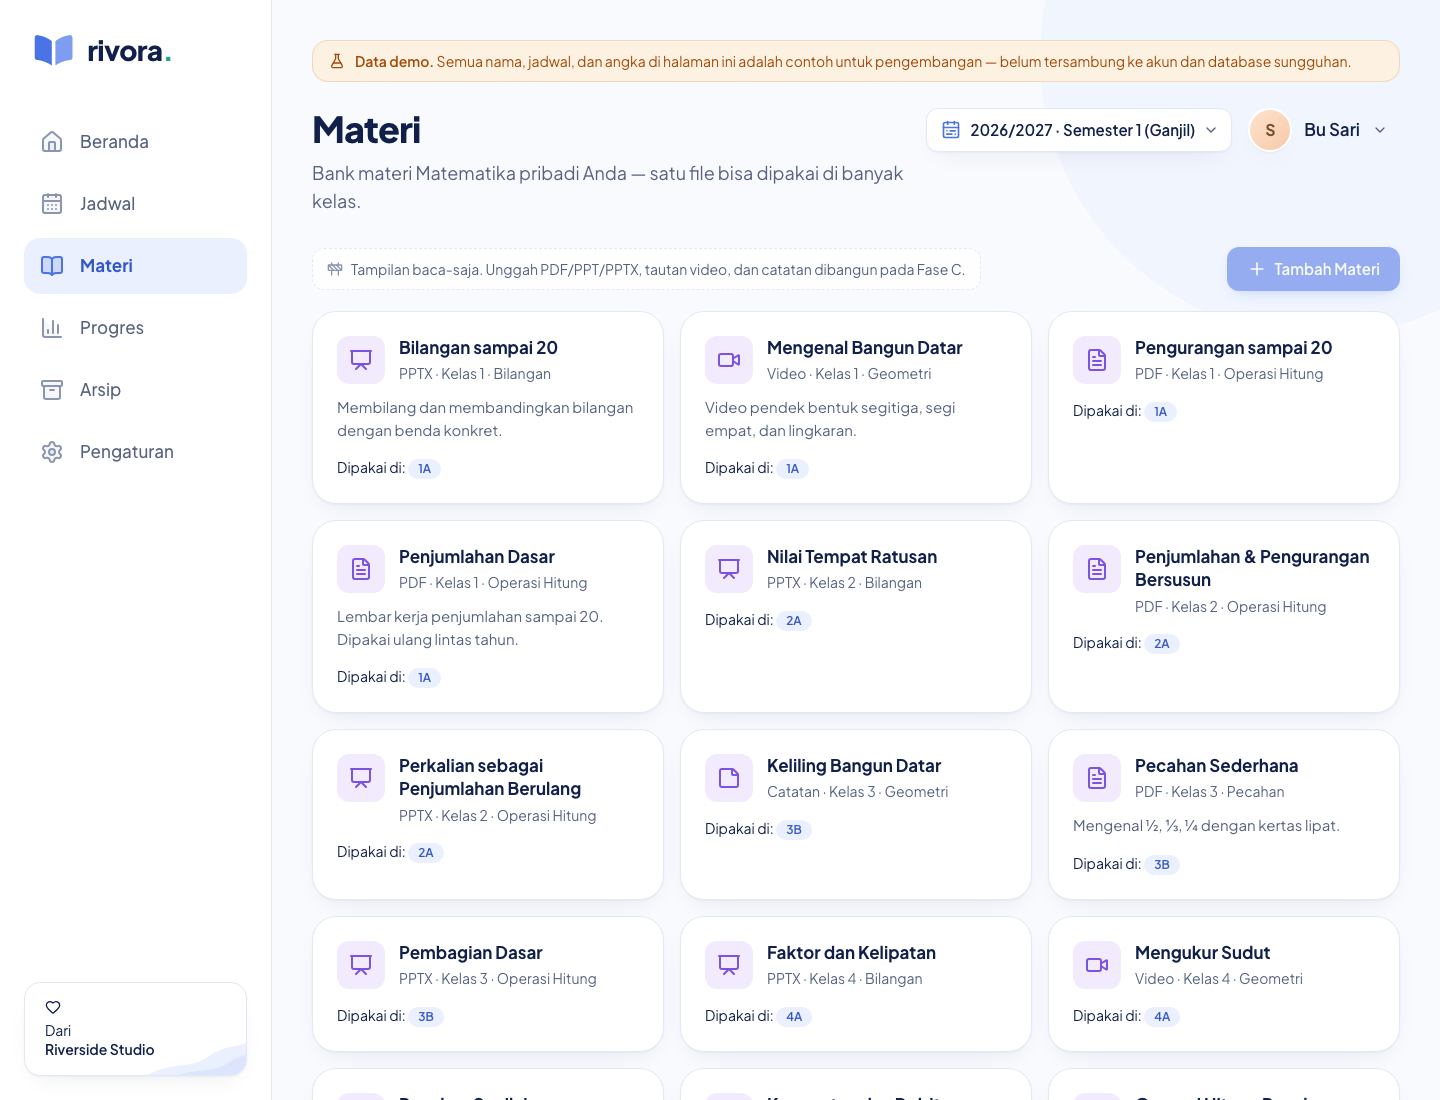 rivora.
Beranda
Jadwal
Materi
Progres
Arsip
Pengaturan
Dari
Riverside Studio
Data demo. Semua nama, jadwal, dan angka di halaman ini adalah contoh untuk pengembangan — belum tersambung ke akun dan database sungguhan.
Materi
Bank materi Matematika pribadi Anda — satu file bisa dipakai di banyak
kelas.
2026/2027 · Semester 1 (Ganjil)
S
Bu Sari
Tampilan baca-saja. Unggah PDF/PPT/PPTX, tautan video, dan catatan dibangun pada Fase C.
Tambah Materi
Bilangan sampai 20
PPTX · Kelas 1 · Bilangan
Membilang dan membandingkan bilangan
dengan benda konkret.
Dipakai di: 1A
Mengenal Bangun Datar
Video · Kelas 1 · Geometri
Video pendek bentuk segitiga, segi
empat, dan lingkaran.
Dipakai di: 1A
Pengurangan sampai 20
PDF · Kelas 1 · Operasi Hitung
Dipakai di: 1A
Penjumlahan Dasar
PDF · Kelas 1 · Operasi Hitung
Lembar kerja penjumlahan sampai 20.
Dipakai ulang lintas tahun.
Dipakai di: 1A
Nilai Tempat Ratusan
PPTX · Kelas 2 · Bilangan
Dipakai di: 2A
Penjumlahan & Pengurangan
Bersusun
PDF · Kelas 2 · Operasi Hitung
Dipakai di: 2A
Perkalian sebagai
Penjumlahan Berulang
PPTX · Kelas 2 · Operasi Hitung
Dipakai di: 2A
Keliling Bangun Datar
Catatan · Kelas 3 · Geometri
Dipakai di: 3B
Pecahan Sederhana
PDF · Kelas 3 · Pecahan
Mengenal ½, ⅓, ¼ dengan kertas lipat.
Dipakai di: 3B
Pembagian Dasar
PPTX · Kelas 3 · Operasi Hitung
Dipakai di: 3B
Faktor dan Kelipatan
PPTX · Kelas 4 · Bilangan
Dipakai di: 4A
Mengukur Sudut
Video · Kelas 4 · Geometri
Dipakai di: 4A